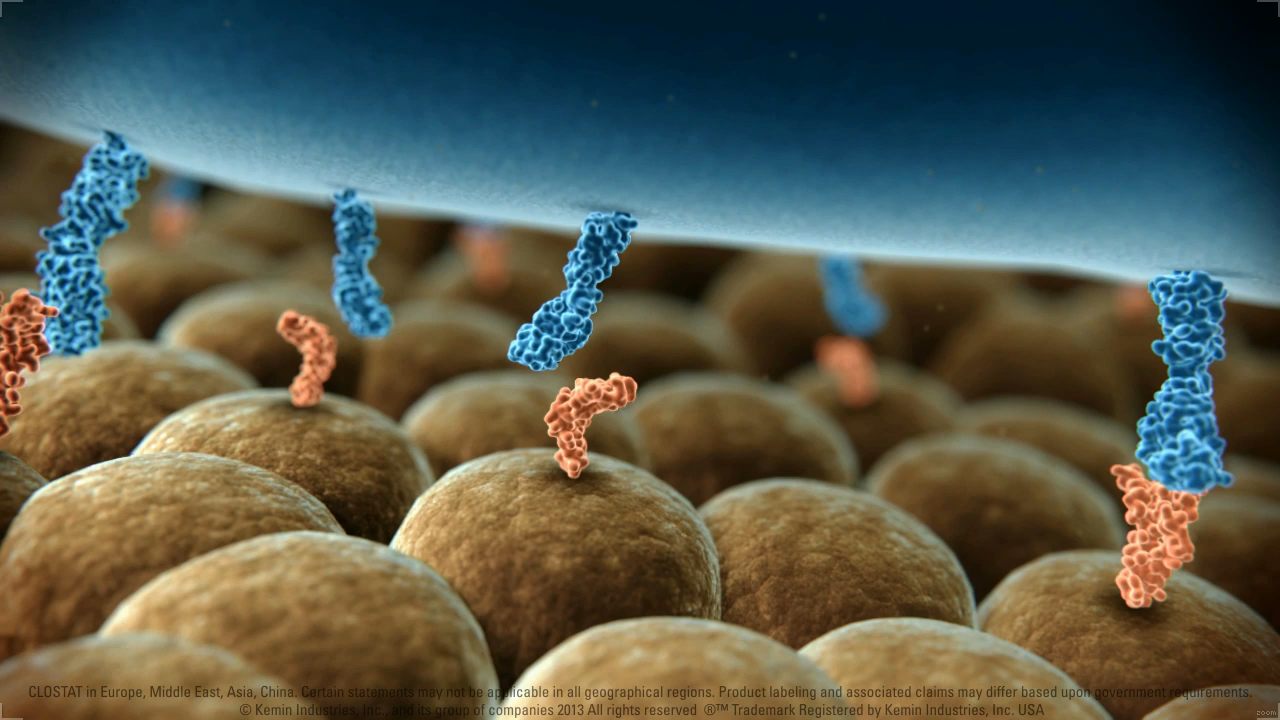 CLOSTAT in Europe, Middle East, Asia, China. Certain statements may not be applicable in all geographical regions. Product labeling and associated claims may differ based upon government requirements.
© Kemin Industries, Inc., and its group of companies 2013 All rights reserved ®™ Trademark Registered by Kemin Industries, Inc. USA
zoom